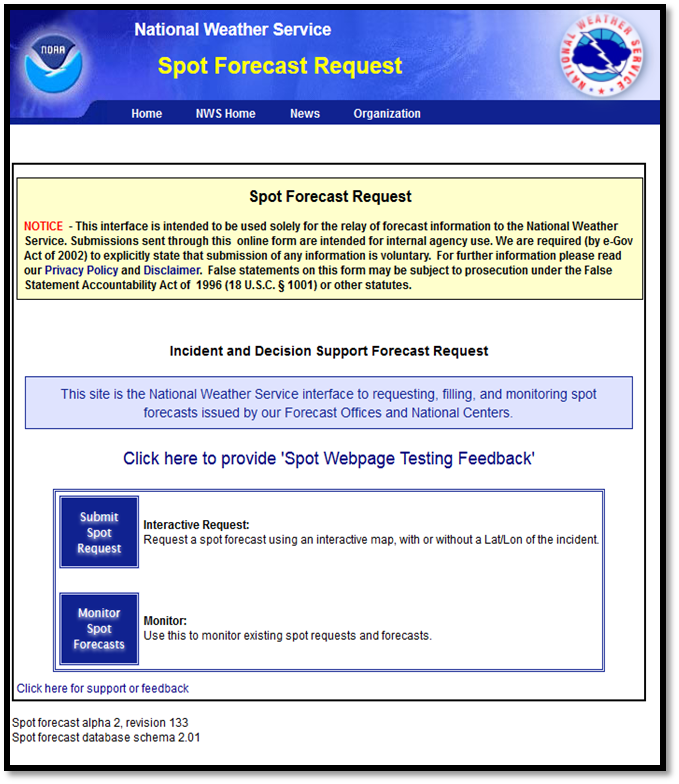 NOAA
National Weather Service
Spot Forecast Request
NATIONAL WEATHER SERVICE
Home NWS Home News Organization
Spot Forecast Request
NOTICE - This interface is intended to be used solely for the relay of forecast information to the National Weather
Service. Submissions sent through this online form are intended for internal agency use. We are required (by e-Gov
Act of 2002) to explicitly state that submission of any information is voluntary. For further information please read
our Privacy Policy and Disclaimer. False statements on this form may be subject to prosecution under the False
Statement Accountability Act of 1996 (18 U.S.C. § 1001) or other statutes.
Incident and Decision Support Forecast Request
This site is the National Weather Service interface to requesting, filling, and monitoring spot
forecasts issued by our Forecast Offices and National Centers.
Click here to provide 'Spot Webpage Testing Feedback'
Submit
Spot
Request
Interactive Request:
Request a spot forecast using an interactive map, with or without a Lat/Lon of the incident.
Monitor
Spot
Forecasts
Monitor:
Use this to monitor existing spot requests and forecasts.
Click here for support or feedback
Spot forecast alpha 2, revision 133
Spot forecast database schema 2.01